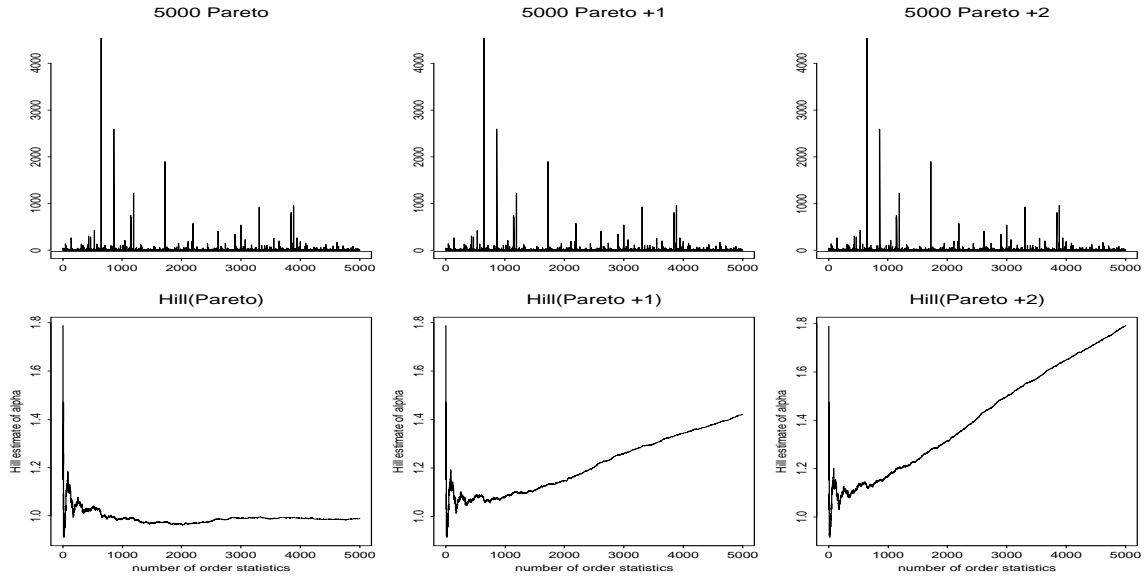 5000 Pareto
5000 Pareto +1
5000 Pareto +2
4000
3000
2000
1000
0
0 1000 2000 3000 4000 5000
4000
3000
2000
1000
0
0 1000 2000 3000 4000 5000
4000
3000
2000
1000
0
0 1000 2000 3000 4000 5000
Hill(Pareto)
Hill(Pareto +1)
Hill(Pareto +2)
Hill estimate of alpha
1.8
1.6
1.4
1.2
1.0
0 1000 2000 3000 4000 5000
number of order statistics
Hill estimate of alpha
1.8
1.6
1.4
1.2
1.0
0 1000 2000 3000 4000 5000
number of order statistics
Hill estimate of alpha
1.8
1.6
1.4
1.2
1.0
0 1000 2000 3000 4000 5000
number of order statistics